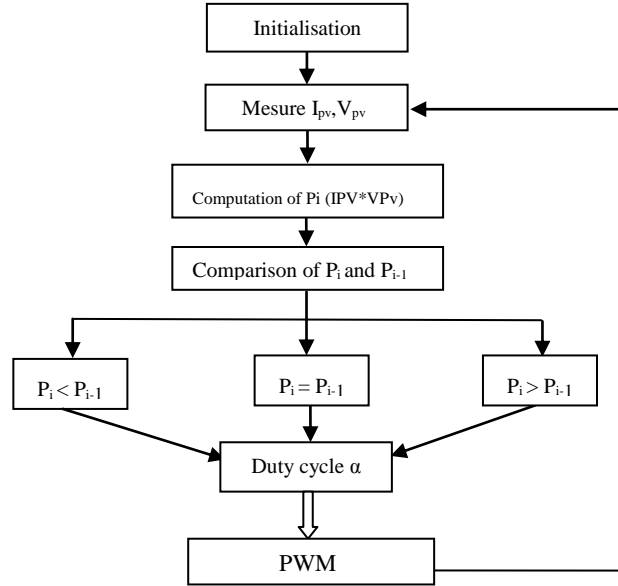 Initialisation
Mesure Ipv,Vpv
Computation of Pi (IPV*VPv)
Comparison of Pi and Pi-1
Pi < Pi-1
Pi = Pi-1
Pi > Pi-1
Duty cycle α
PWM